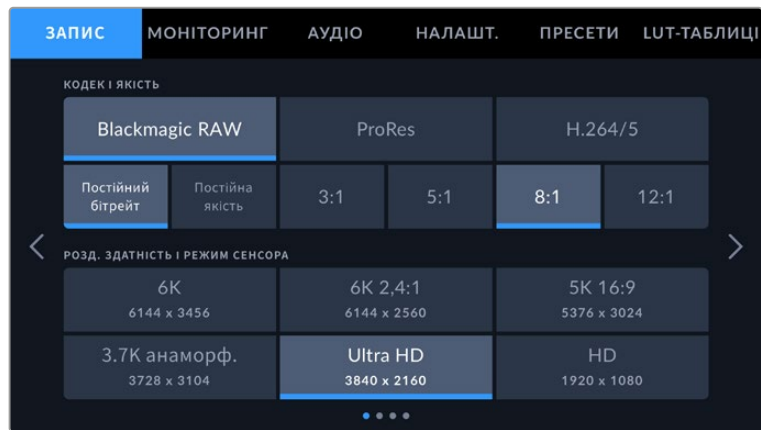 ЗАПИС МОНІТОРИНГ АУДІО НАЛАШТ. ПРЕСЕТИ LUT-ТАБЛИЦІ
КОДЕК І ЯКІСТЬ
Blackmagic RAW ProRes H.264/5
Постійний бітрейт Постійна якість 3:1 5:1 8:1 12:1
РОЗД. ЗДАТНІСТЬ І РЕЖИМ СЕНСОРА
6K 6K 2,4:1 5K 16:9
6144 x 3456 6144 x 2560 5376 x 3024
3.7K анаморф. Ultra HD HD
3728 x 3104 3840 x 2160 1920 x 1080